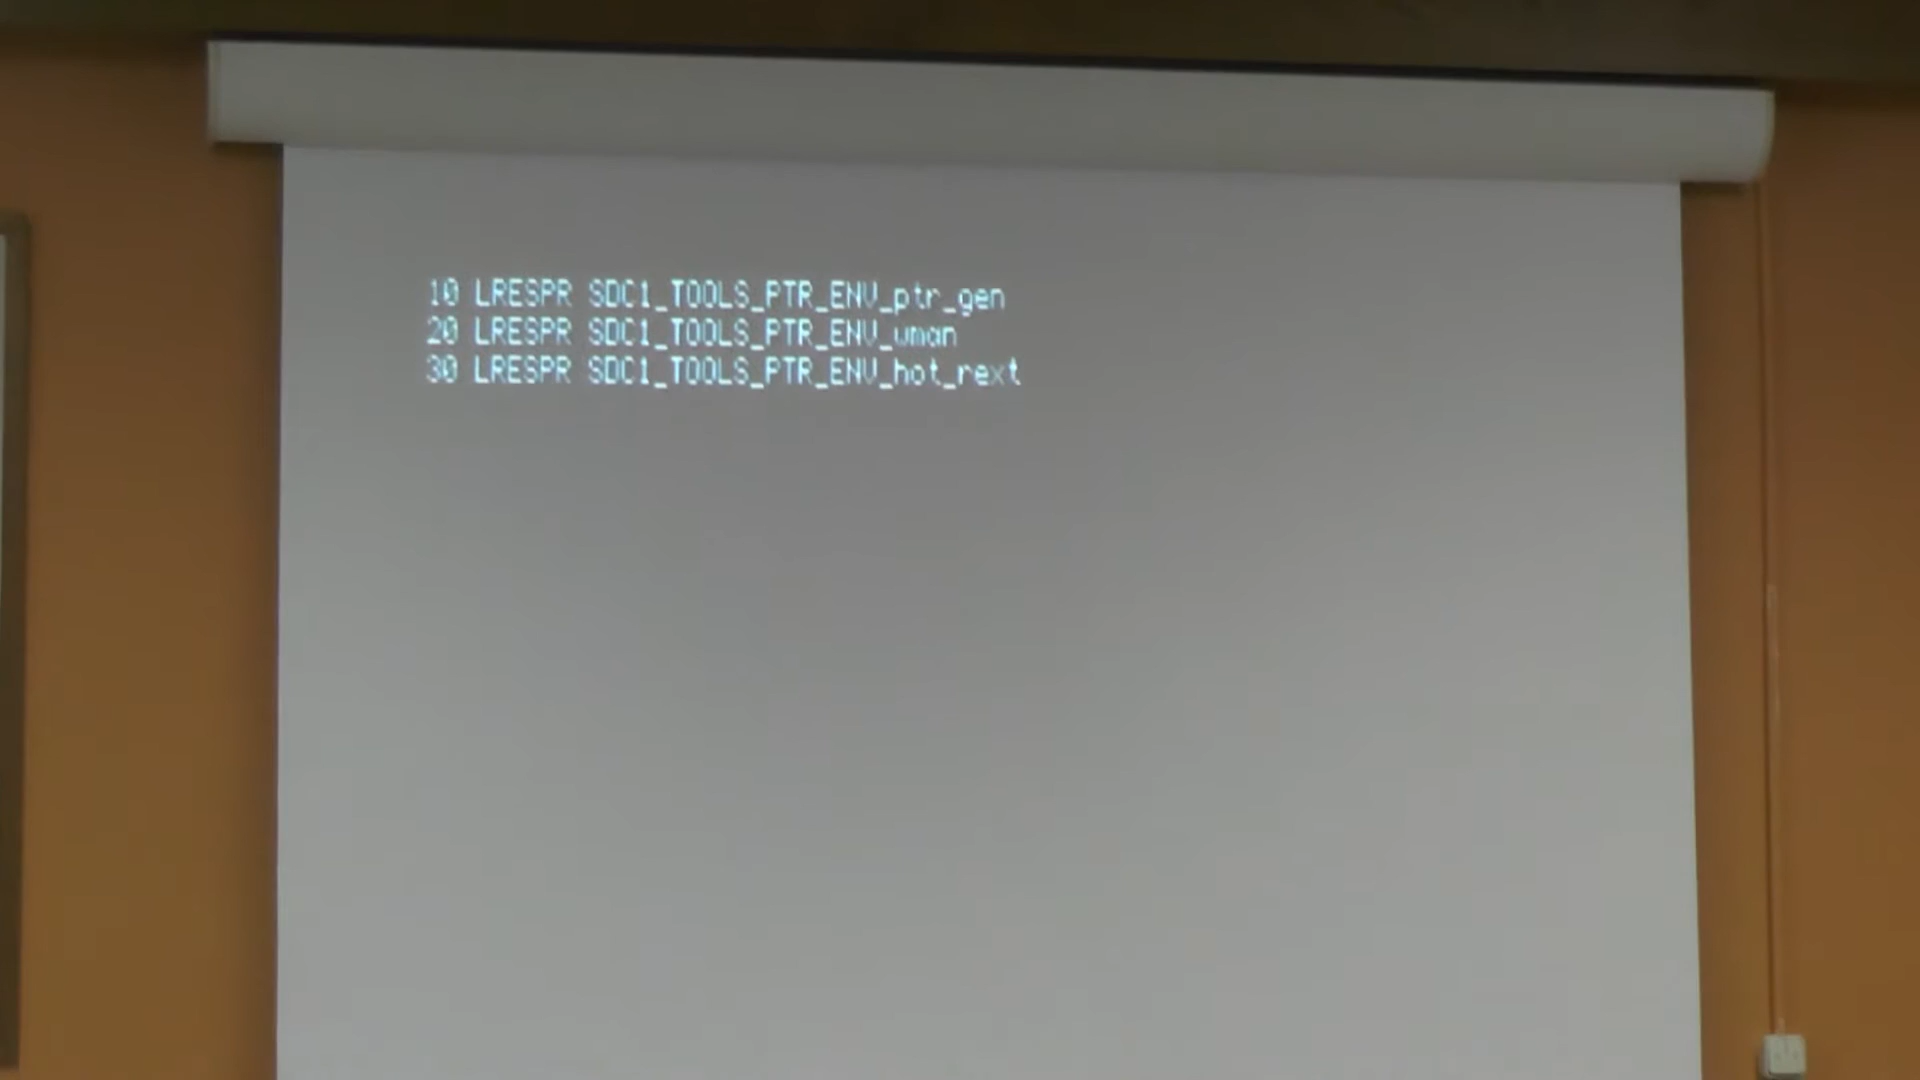 10 LRESPR SDC1_TOOLS_PTR_ENV_ptr_gen
20 LRESPR SDC1_TOOLS_PTR_ENV_wman
30 LRESPR SDC1_TOOLS_PTR_ENV_hot_rext